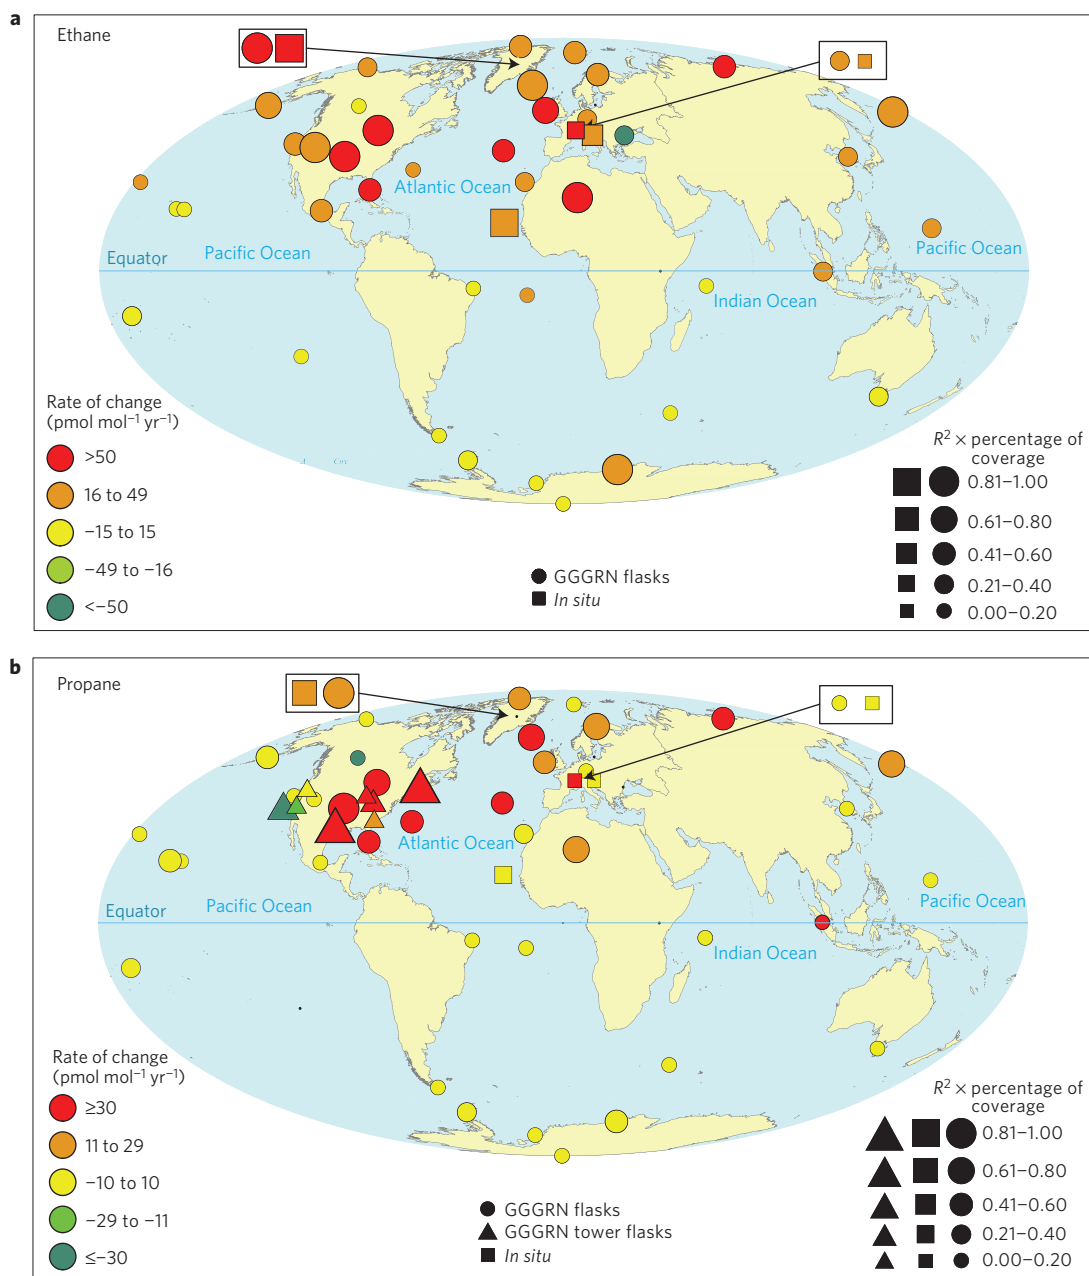 a
Ethane
Atlantic Ocean
Pacific Ocean
Pacific Ocean
Equator
Indian Ocean
Rate of change
(pmol mol⁻¹ yr⁻¹)
>50
16 to 49
−15 to 15
−49 to −16
<−50
GGGRN flasks
In situ
R² × percentage of
coverage
0.81–1.00
0.61–0.80
0.41–0.60
0.21–0.40
0.00–0.20
b
Propane
Atlantic Ocean
Pacific Ocean
Pacific Ocean
Equator
Indian Ocean
Rate of change
(pmol mol⁻¹ yr⁻¹)
≥30
11 to 29
−10 to 10
−29 to −11
≤−30
GGGRN flasks
GGGRN tower flasks
In situ
R² × percentage of
coverage
0.81–1.00
0.61–0.80
0.41–0.60
0.21–0.40
0.00–0.20